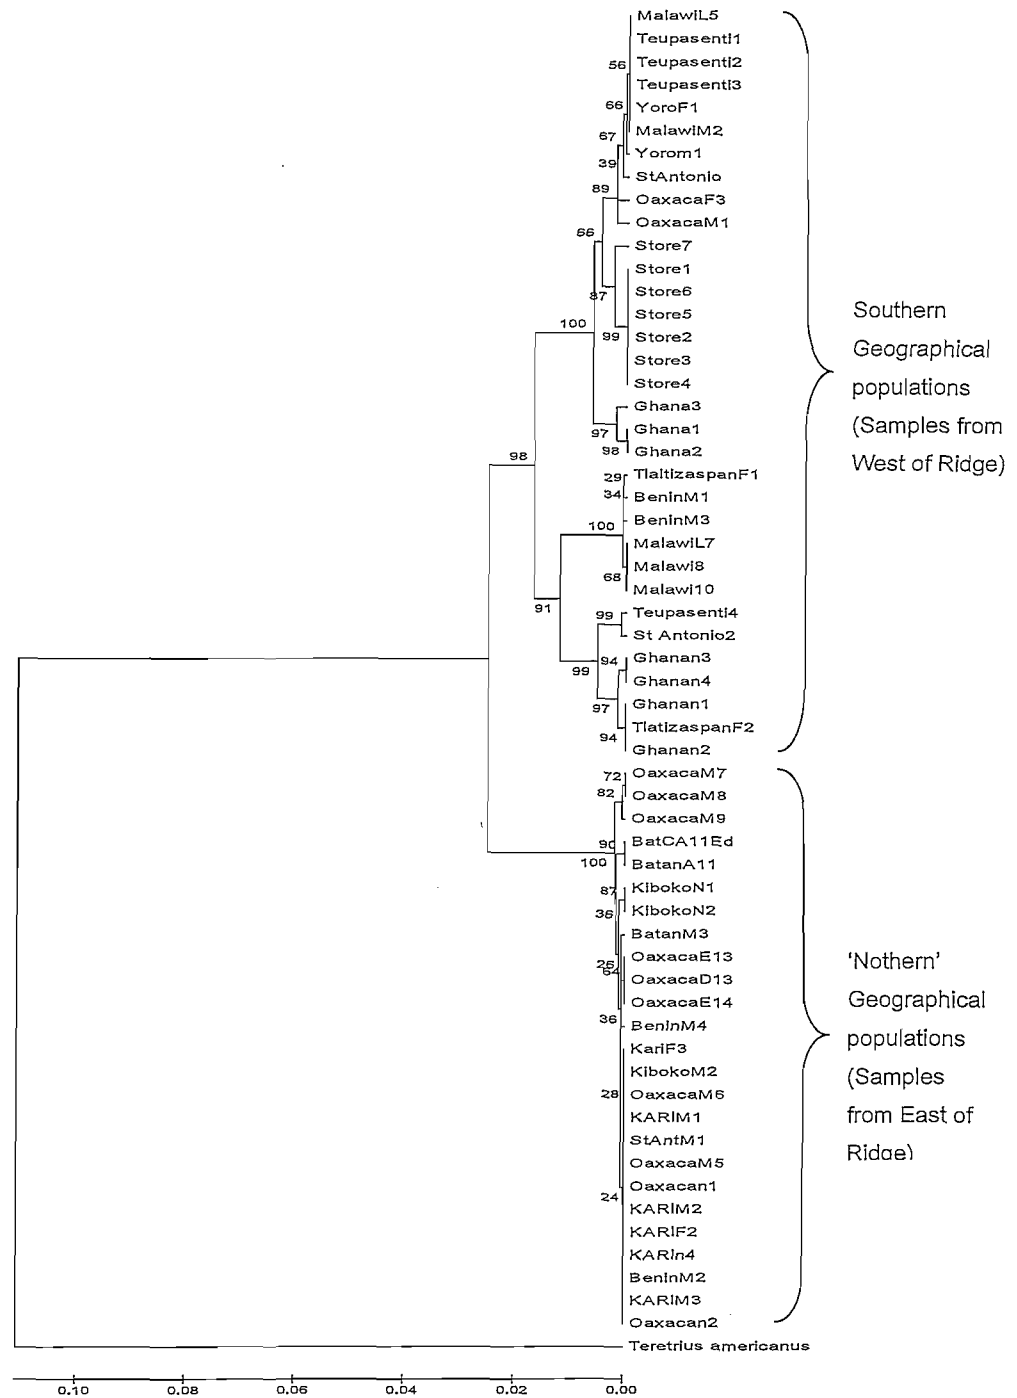 MalawiL5
Teupasenti1
56
Teupasenti2
Teupasenti3
66
YoroF1
67
MalawiM2
Yorom1
39
StAntonio
89
OaxacaF3
OaxacaM1
66
Store7
Store1
87
Store6
Store5
100
99
Store2
Store3
Store4
Ghana3
97
Ghana1
98
Ghana2
98
29
TlaltizaspanF1
34
BeninM1
100
BeninM3
MalawiL7
Malawi8
68
Malawi10
91
99
Teupasenti4
St Antonio2
94
Ghanan3
99
Ghanan4
97
Ghanan1
94
TlatizaspanF2
Ghanan2
Southern
Geographical
populations
(Samples from
West of Ridge)
72
OaxacaM7
82
OaxacaM8
OaxacaM9
90
BatCA11Ed
100
BatanA11
87
KibokoN1
36
KibokoN2
BatanM3
26
OaxacaE13
64
OaxacaD13
OaxacaE14
36
BeninM4
KariF3
KibokoM2
28
OaxacaM6
KARIM1
StAntM1
OaxacaM5
24
Oaxacan1
KARIM2
KARIF2
KARIn4
BeninM2
KARIM3
Oaxacan2
'Nothern'
Geographical
populations
(Samples
from East of
Ridge)
Teretrius americanus
0.10 0.08 0.06 0.04 0.02 0.00